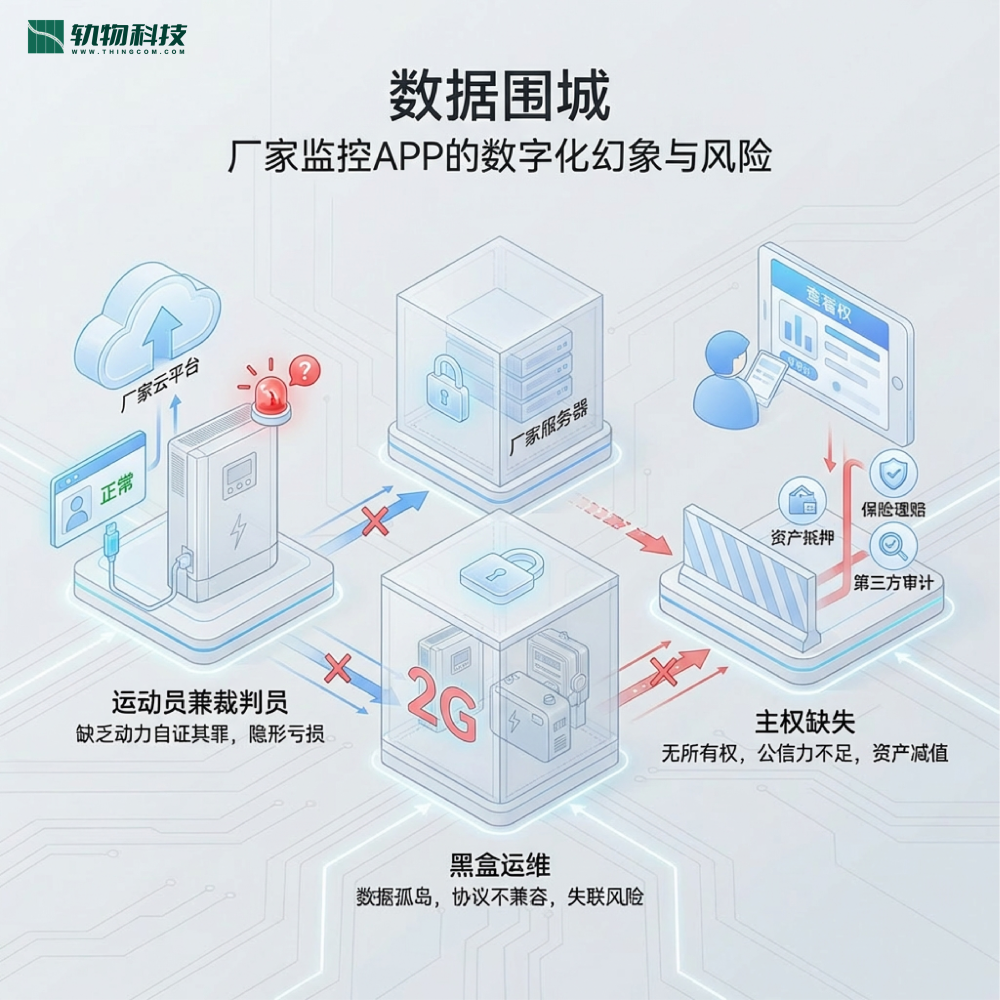 轨物科技
WWW.THINGCOM.COM
数据围城
厂家监控APP的数字化幻象与风险
厂家云平台
?
正常
厂家服务器
查看权
资产抵押
保险理赔
第三方审计
2G
运动员兼裁判员
缺乏动力自证其罪，隐形亏损
主权缺失
无所有权，公信力不足，资产减值
黑盒运维
数据孤岛，协议不兼容，失联风险